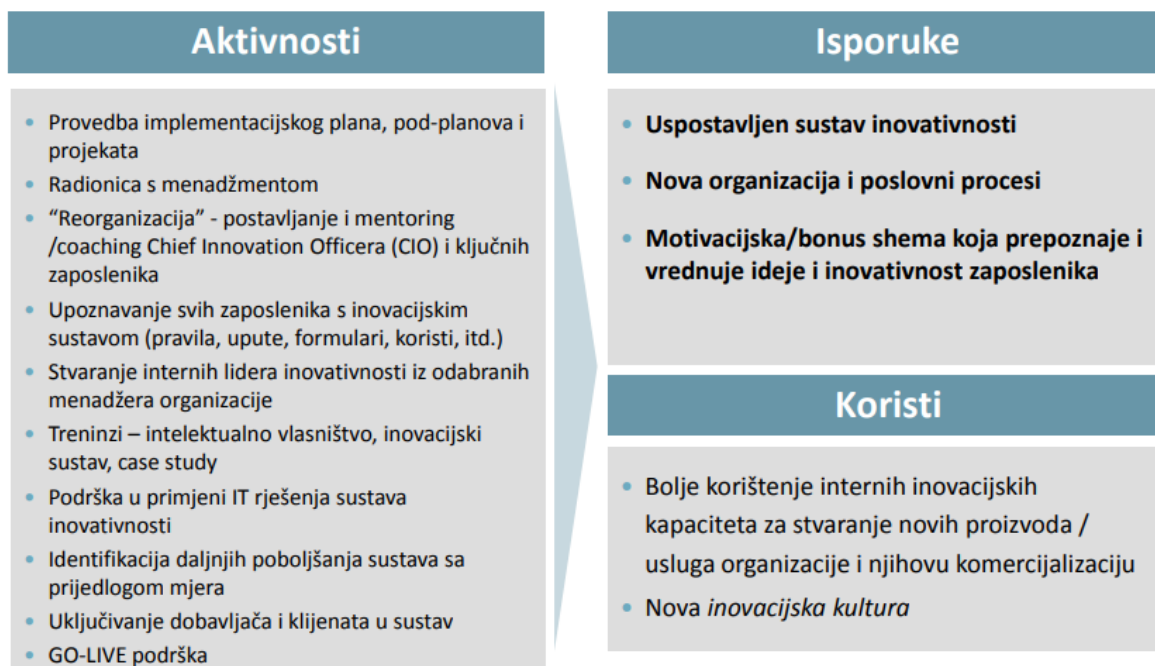 Aktivnosti
• Provedba implementacijskog plana, pod-planova i
projekata
• Radionica s menadžmentom
• “Reorganizacija” - postavljanje i mentoring
/coaching Chief Innovation Officera (CIO) i ključnih
zaposlenika
• Upoznavanje svih zaposlenika s inovacijskim
sustavom (pravila, upute, formulari, koristi, itd.)
• Stvaranje internih lidera inovativnosti iz odabranih
menadžera organizacije
• Treninzi – intelektualno vlasništvo, inovacijski
sustav, case study
• Podrška u primjeni IT rješenja sustava
inovativnosti
• Identifikacija daljnjih poboljšanja sustava sa
prijedlogom mjera
• Uključivanje dobavljača i klijenata u sustav
• GO-LIVE podrška
Isporuke
• Uspostavljen sustav inovativnosti
• Nova organizacija i poslovni procesi
• Motivacijska/bonus shema koja prepoznaje i
vrednuje ideje i inovativnost zaposlenika
Koristi
• Bolje korištenje internih inovacijskih
kapaciteta za stvaranje novih proizvoda /
usluga organizacije i njihovu komercijalizaciju
• Nova inovacijska kultura